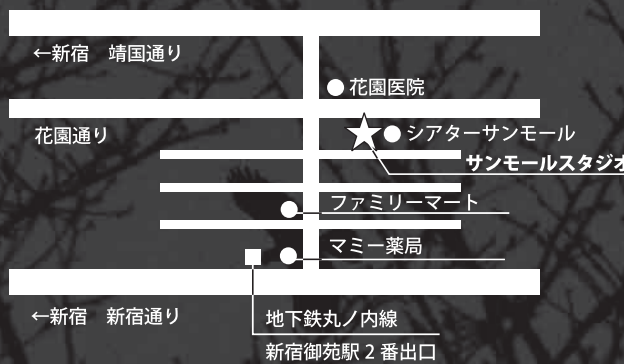 ←新宿　靖国通り
花園医院
花園通り
シアターサンモール
サンモールスタジオ
ファミリーマート
マミー薬局
←新宿　新宿通り
地下鉄丸ノ内線
新宿御苑駅 2 番出口